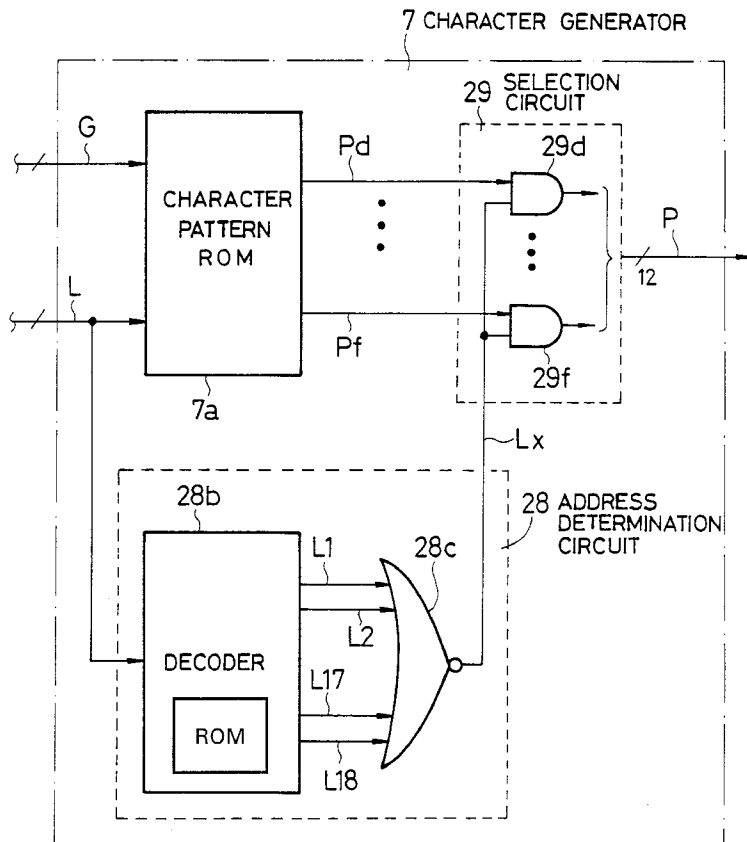 7 CHARACTER GENERATOR
29 SELECTION
CIRCUIT
G
Pd
29d
CHARACTER
PATTERN
ROM
P
12
L
Pf
29f
7a
Lx
28b
28 ADDRESS
DETERMINATION
CIRCUIT
L1
28c
L2
DECODER
L17
ROM
L18